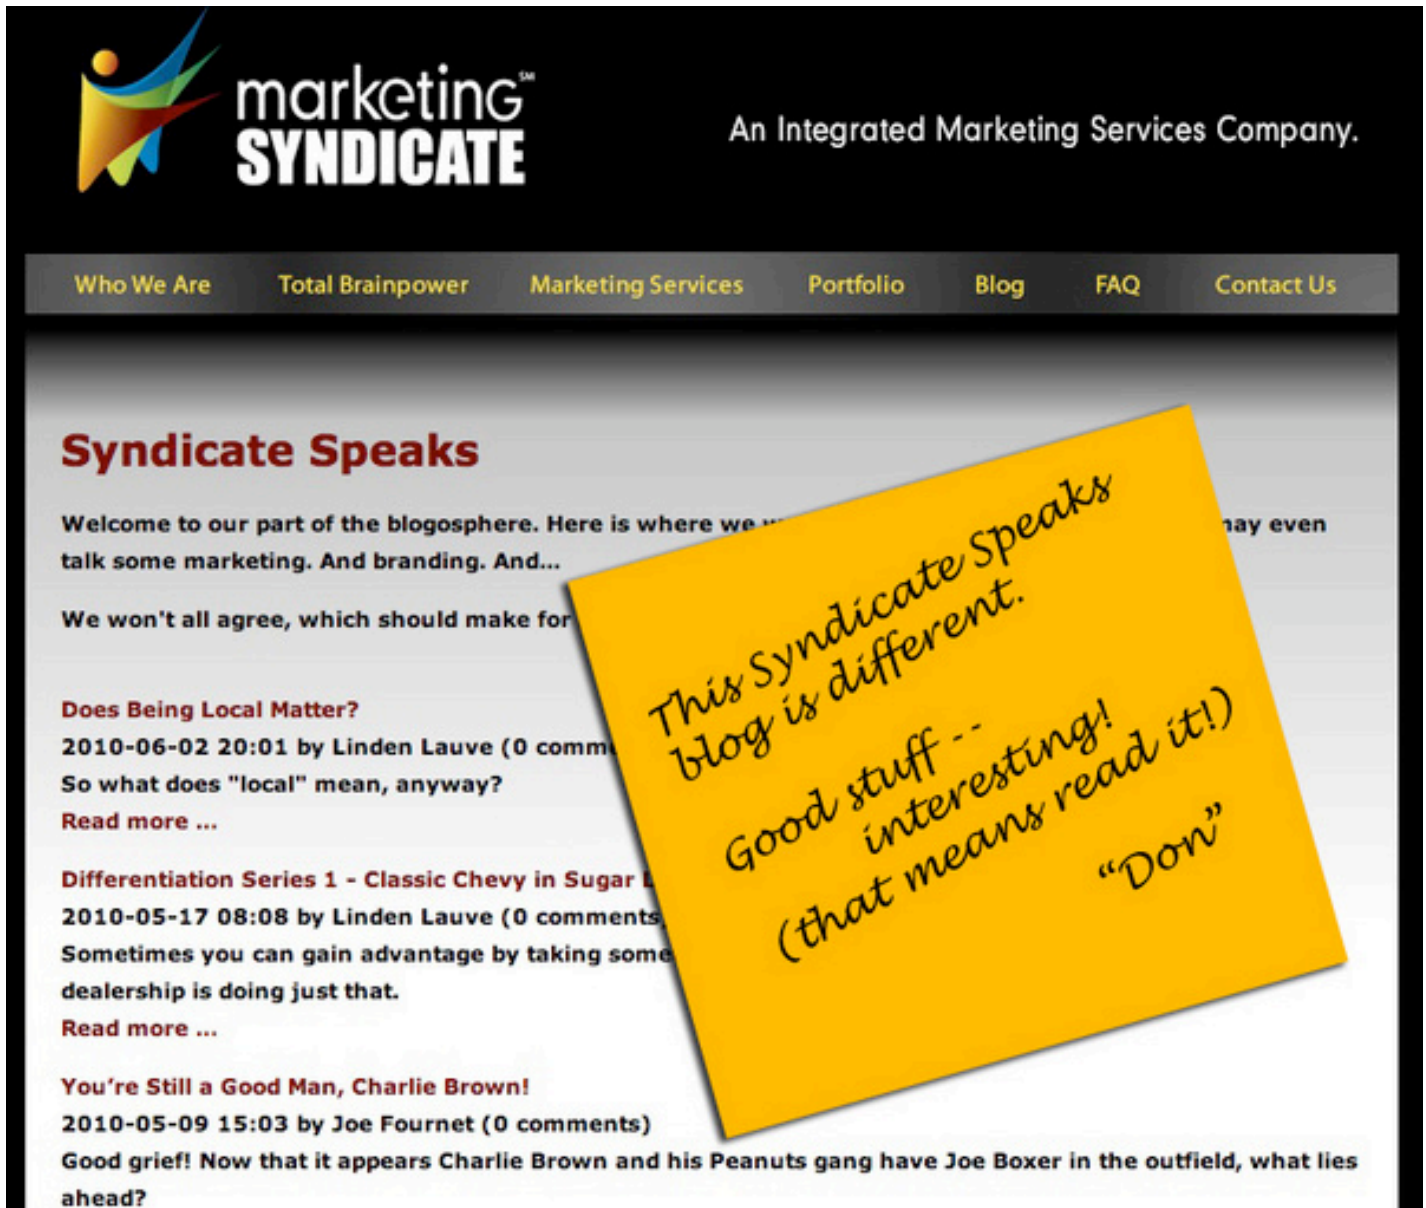 marketing℠
SYNDICATE
An Integrated Marketing Services Company.
Who We Are Total Brainpower Marketing Services Portfolio Blog FAQ Contact Us
Syndicate Speaks
Welcome to our part of the blogosphere. Here is where we may even
talk some marketing. And branding. And...
We won't all agree, which should make for
Does Being Local Matter?
2010-06-02 20:01 by Linden Lauve (0
So what does "local" mean, anyway?
Read more ...
Differentiation Series 1 - Classic Chevy in Sugar
2010-05-17 08:08 by Linden Lauve (0 comments
Sometimes you can gain advantage by taking some
dealership is doing just that.
Read more ...
You're Still a Good Man, Charlie Brown!
2010-05-09 15:03 by Joe Fournet (0 comments)
Good grief! Now that it appears Charlie Brown and his Peanuts gang have Joe Boxer in the outfield, what lies
ahead?
This Syndicate Speaks
blog is different.
Good stuff --
interesting!
(that means read it!)
“Don”